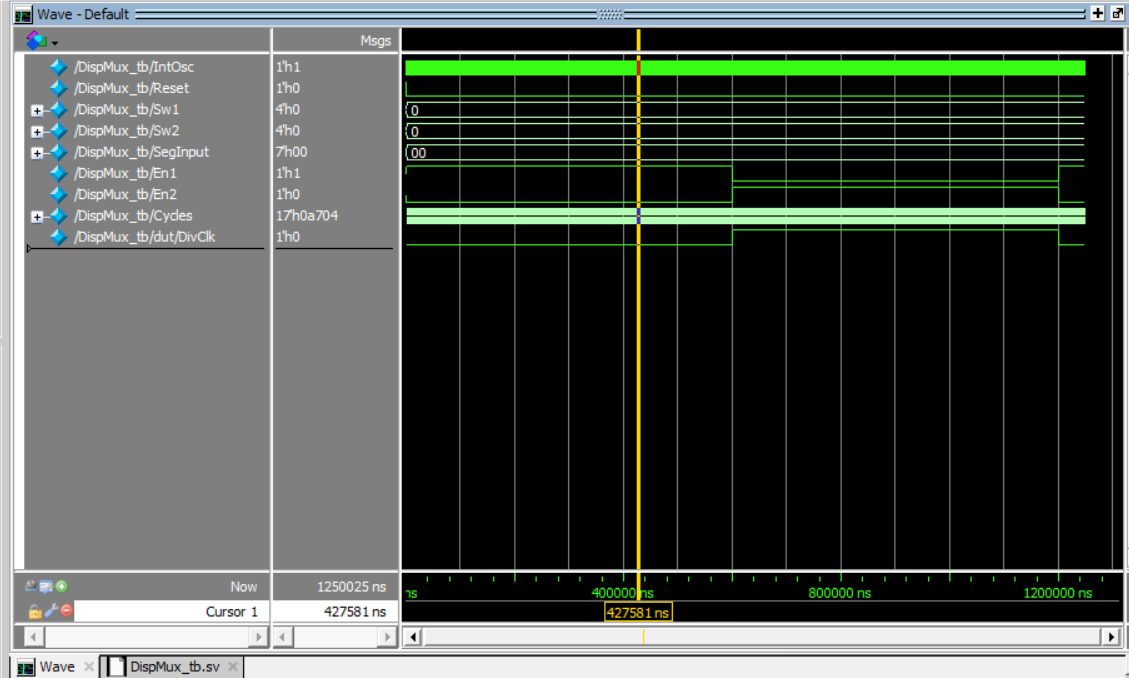 Wave - Default
Msgs
/DispMux_tb/IntOsc 1'h1
/DispMux_tb/Reset 1'h0
/DispMux_tb/Sw1 4'h0 0
/DispMux_tb/Sw2 4'h0 0
/DispMux_tb/SegInput 7'h00 00
/DispMux_tb/En1 1'h1
/DispMux_tb/En2 1'h0
/DispMux_tb/Cycles 17'h0a704
/DispMux_tb/dut/DivClk 1'h0
Now 1250025 ns ns 400000 ns 800000 ns 1200000 ns
Cursor 1 427581 ns 427581 ns
Wave DispMux_tb.sv